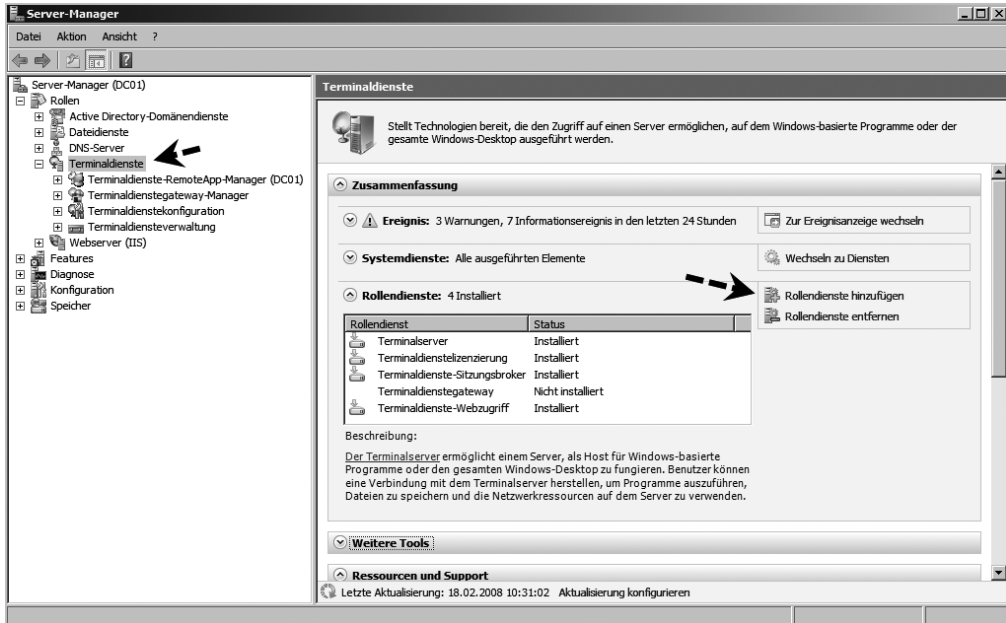 Server-Manager
Datei Aktion Ansicht ?
Server-Manager (DC01)
Rollen
Active Directory-Domänendienste
Dateidienste
DNS-Server
Terminaldienste
Terminaldienste-RemoteApp-Manager (DC01)
Terminaldienstegateway-Manager
Terminaldienstekonfiguration
Terminaldiensteverwaltung
Webserver (IIS)
Features
Diagnose
Konfiguration
Speicher
Terminaldienste
Stellt Technologien bereit, die den Zugriff auf einen Server ermöglichen, auf dem Windows-basierte Programme oder der
gesamte Windows-Desktop ausgeführt werden.
Zusammenfassung
Ereignis: 3 Warnungen, 7 Informationsereignis in den letzten 24 Stunden
Zur Ereignisanzeige wechseln
Systemdienste: Alle ausgeführten Elemente
Wechseln zu Diensten
Rollendienste: 4 Installiert
Rollendienste hinzufügen
Rollendienste entfernen
Rollendienst Status
Terminalserver Installiert
Terminaldienstelizenzierung Installiert
Terminaldienste-Sitzungsbroker Installiert
Terminaldienstegateway Nicht installiert
Terminaldienste-Webzugriff Installiert
Beschreibung:
Der Terminalserver ermöglicht einem Server, als Host für Windows-basierte
Programme oder den gesamten Windows-Desktop zu fungieren. Benutzer können
eine Verbindung mit dem Terminalserver herstellen, um Programme auszuführen,
Dateien zu speichern und die Netzwerkressourcen auf dem Server zu verwenden.
Weitere Tools
Ressourcen und Support
Letzte Aktualisierung: 18.02.2008 10:31:02 Aktualisierung konfigurieren